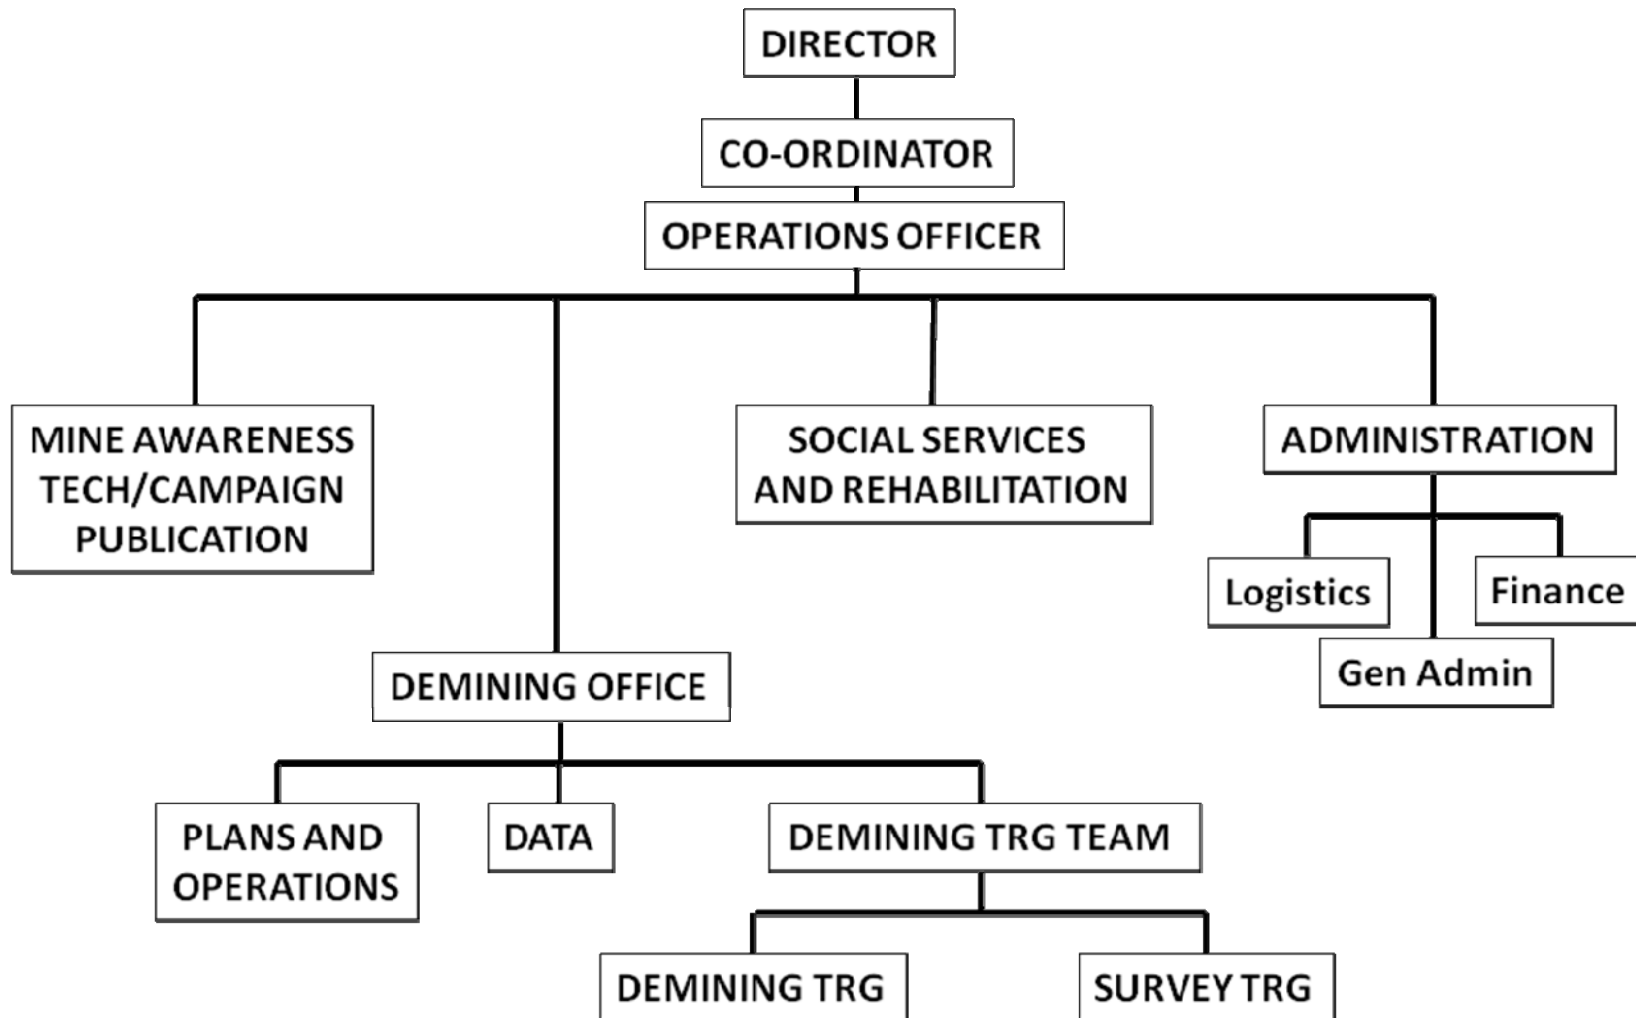 DIRECTOR
CO-ORDINATOR
OPERATIONS OFFICER
MINE AWARENESS
TECH/CAMPAIGN
PUBLICATION
SOCIAL SERVICES
AND REHABILITATION
ADMINISTRATION
Logistics
Finance
Gen Admin
DEMINING OFFICE
PLANS AND
OPERATIONS
DATA
DEMINING TRG TEAM
DEMINING TRG
SURVEY TRG